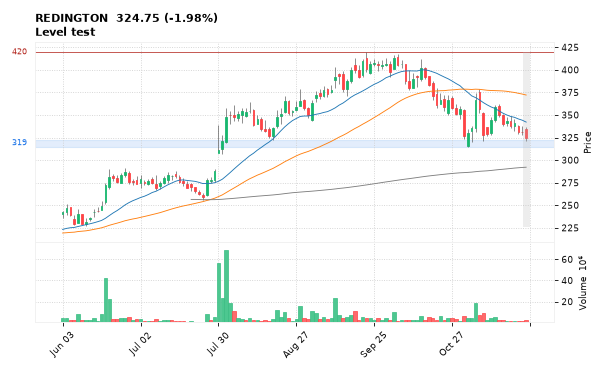 REDINGTON 324.75 (-1.98%)
Level test
420
319
425
400
375
350
325
300
275
250
225
Price
60
40
20
Volume 10⁶
Jun 03
Jul 02
Jul 30
Aug 27
Sep 25
Oct 27